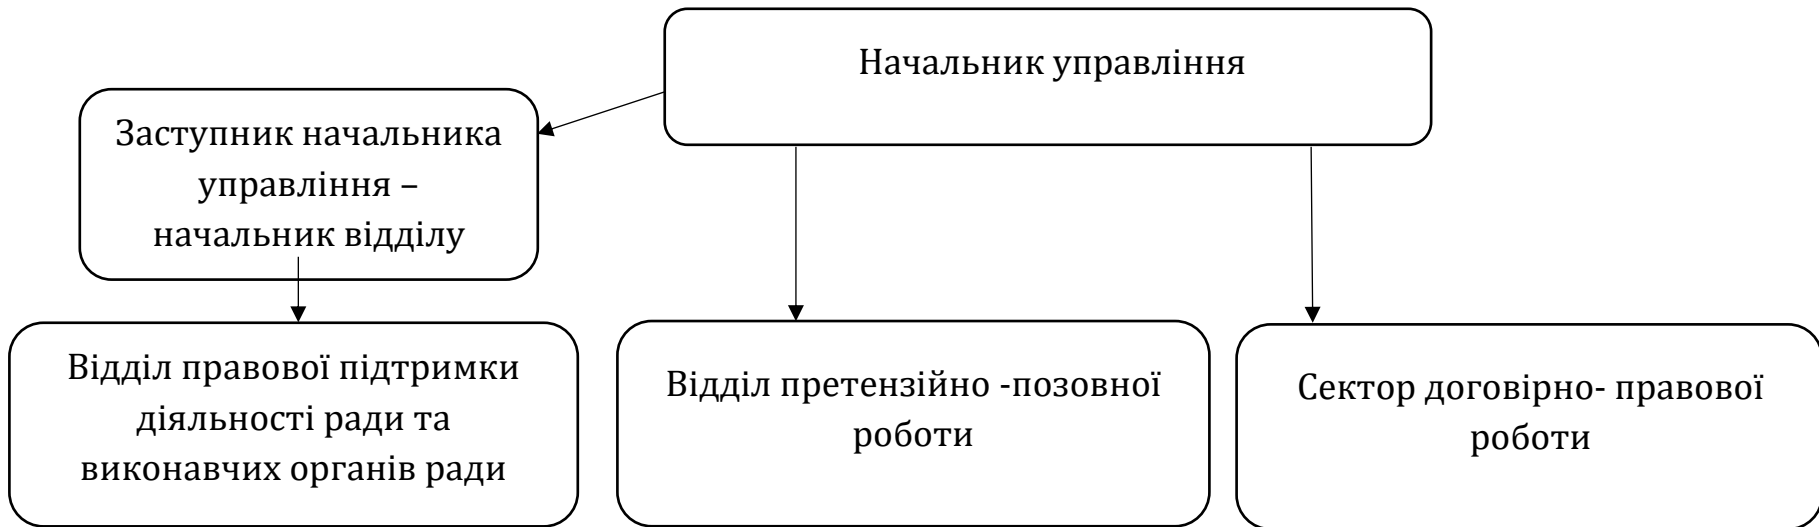 Начальник управління
Заступник начальника
управління –
начальник відділу
Відділ правової підтримки
діяльності ради та
виконавчих органів ради
Відділ претензійно -позовної
роботи
Сектор договірно- правової
роботи